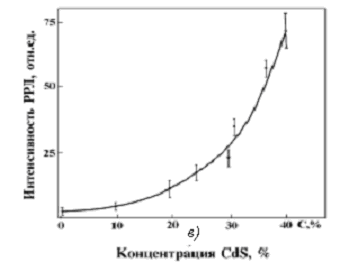 75
50
25
Интенсивность РРЛ, отн.ед.
0 10 20 30 40 C,%
в)
Концентрация CdS, %